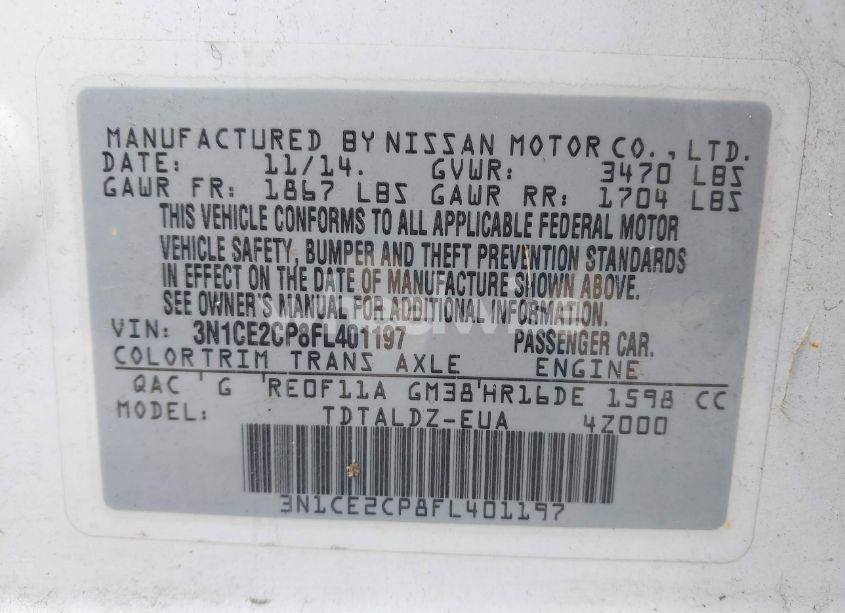 MANUFACTURED BY NISSAN MOTOR CO., LTD.
DATE: 11/14. GVWR: 3470 LBS
GAWR FR: 1867 LBS GAWR RR: 1704 LBS
THIS VEHICLE CONFORMS TO ALL APPLICABLE FEDERAL MOTOR
VEHICLE SAFETY, BUMPER AND THEFT PREVENTION STANDARDS
IN EFFECT ON THE DATE OF MANUFACTURE SHOWN ABOVE.
SEE OWNER'S MANUAL FOR ADDITIONAL INFORMATION.
VIN: 3N1CE2CP8FL401197 PASSENGER CAR.
COLOR TRIM TRANS AXLE ENGINE
QAC G RE0F11A GM38 HR16DE 1598 CC
MODEL: TDTALDZ-EUA 4Z000
3N1CE2CP8FL401197